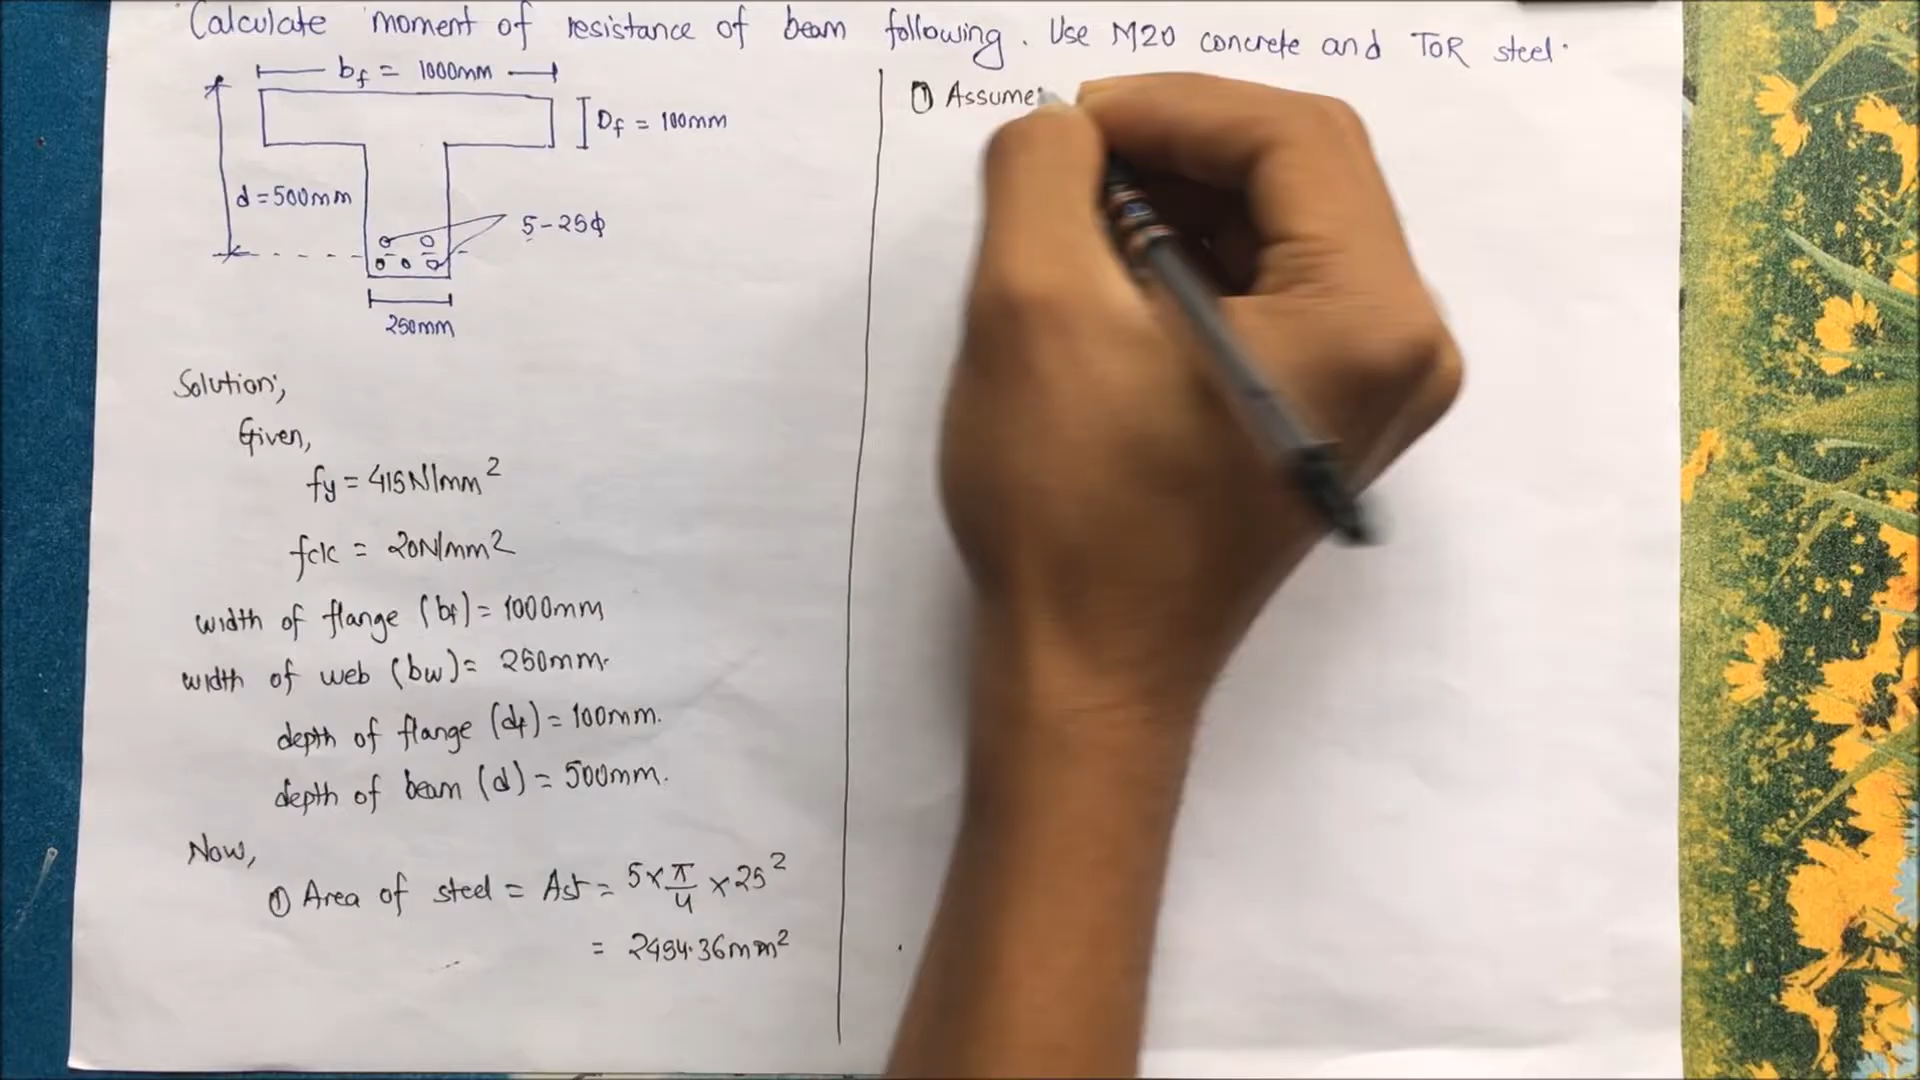 Calculate moment of resistance of beam following. Use M20 concrete and TOR steel.
bf = 1000mm
Df = 100mm
d = 500mm
5-25ϕ
250mm
Solution;
Given,
fy = 415N/mm²
fck = 20N/mm²
width of flange (bf) = 1000mm
width of web (bw) = 250mm.
depth of flange (df) = 100mm.
depth of beam (d) = 500mm.
Now,
① Area of steel = Ast = 5×π/4 ×25²
= 2454.36mm²
① Assume